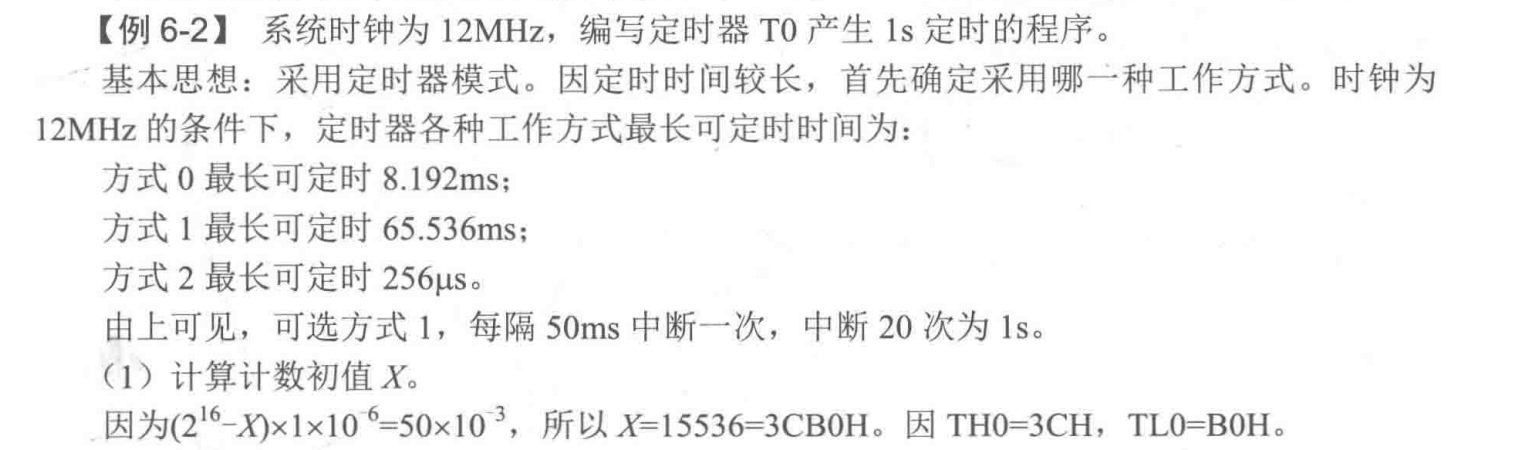 【例 6-2】 系统时钟为 12MHz，编写定时器 T0 产生 1s 定时的程序。
基本思想：采用定时器模式。因定时时间较长，首先确定采用哪一种工作方式。时钟为
12MHz 的条件下，定时器各种工作方式最长可定时时间为：
方式 0 最长可定时 8.192ms；
方式 1 最长可定时 65.536ms；
方式 2 最长可定时 256μs。
由上可见，可选方式 1，每隔 50ms 中断一次，中断 20 次为 1s。
（1）计算计数初值 X。
因为(2¹⁶−X)×1×10⁻⁶=50×10⁻³，所以 X=15536=3CB0H。因 TH0=3CH，TL0=B0H。